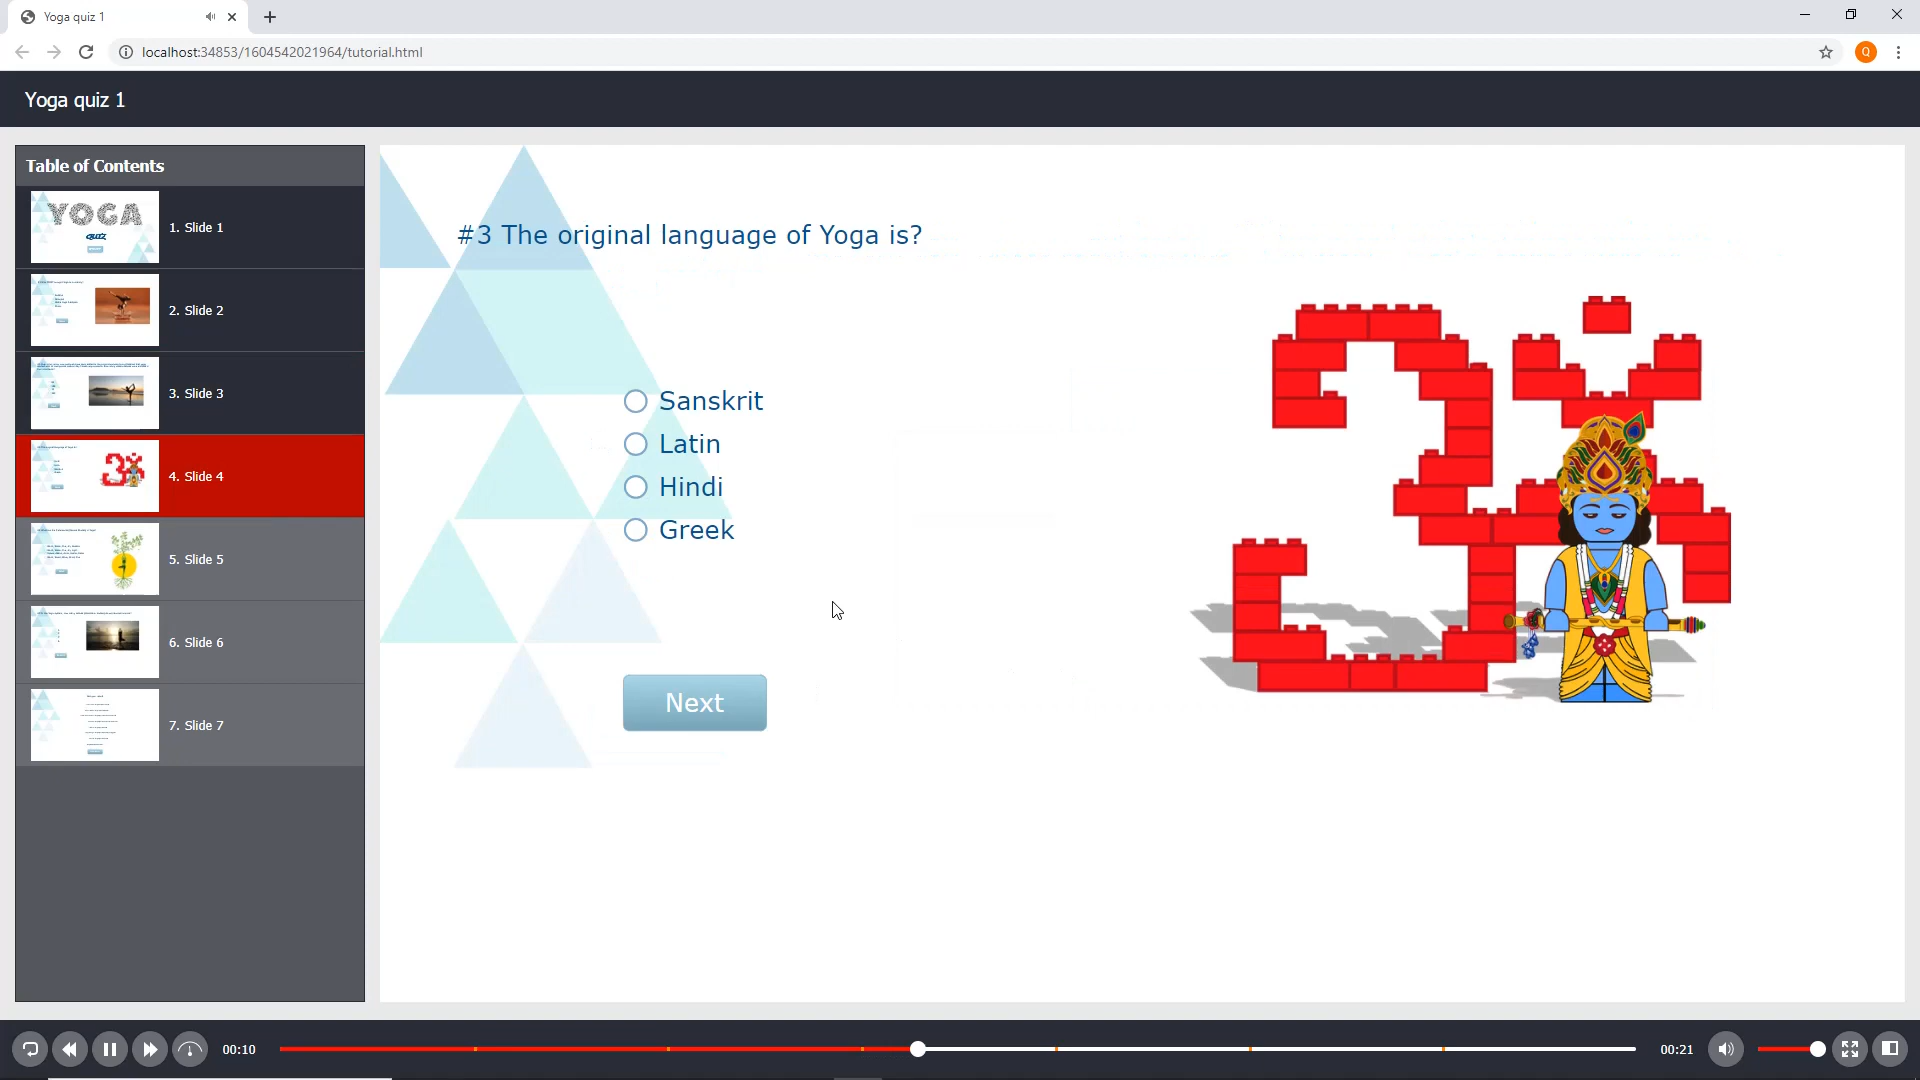 Yoga quiz 1
localhost:34853/1604542021964/tutorial.html
Q
Yoga quiz 1
Table of Contents
YOGA
QUIZ
1. Slide 1
2. Slide 2
3. Slide 3
4. Slide 4
5. Slide 5
6. Slide 6
7. Slide 7
#3 The original language of Yoga is?
Sanskrit
Latin
Hindi
Greek
Next
00:10
00:21